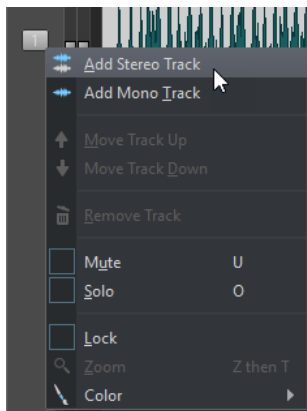 1
Add Stereo Track
Add Mono Track
Move Track Up
Move Track Down
Remove Track
Mute U
Solo O
Lock
Zoom Z then T
Color